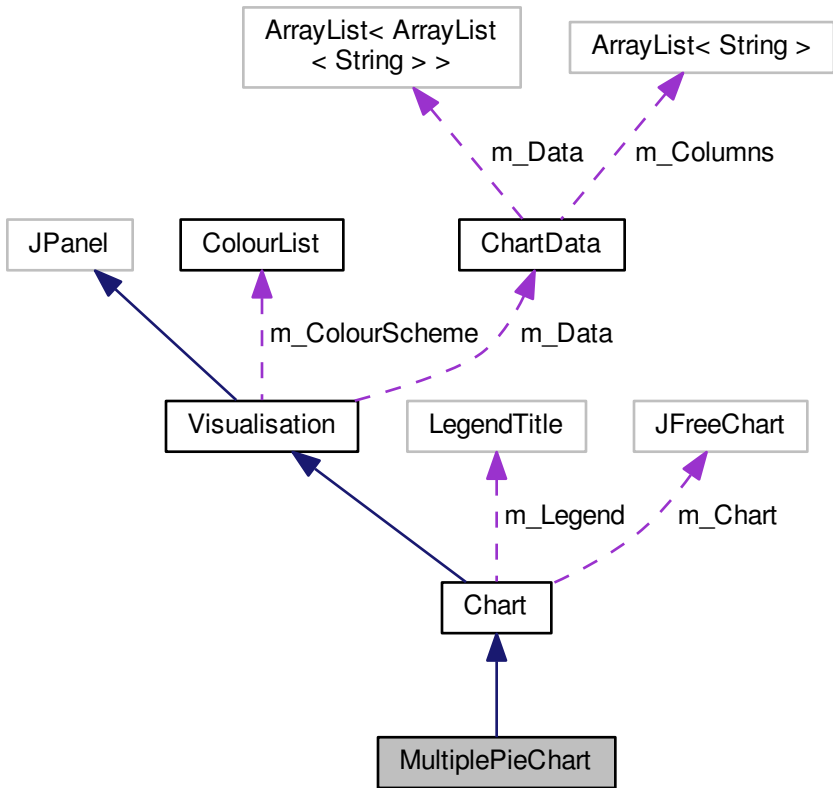 ArrayList< ArrayList
< String > >
ArrayList< String >
m_Data
m_Columns
JPanel
ColourList
ChartData
m_ColourScheme
m_Data
Visualisation
LegendTitle
JFreeChart
m_Legend
m_Chart
Chart
MultiplePieChart